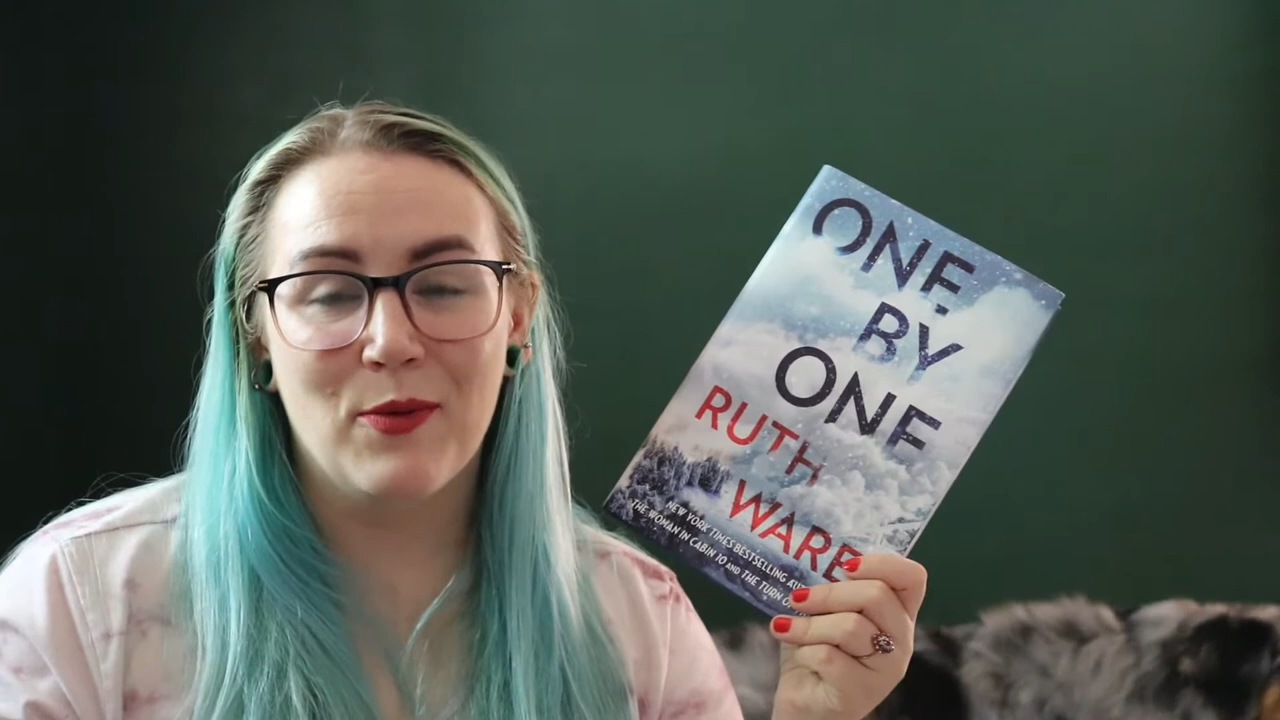 ONE
BY
ONE
RUTH
WARE
NEW YORK TIMES BESTSELLING
THE WOMAN IN CABIN 10 AND THE TURN